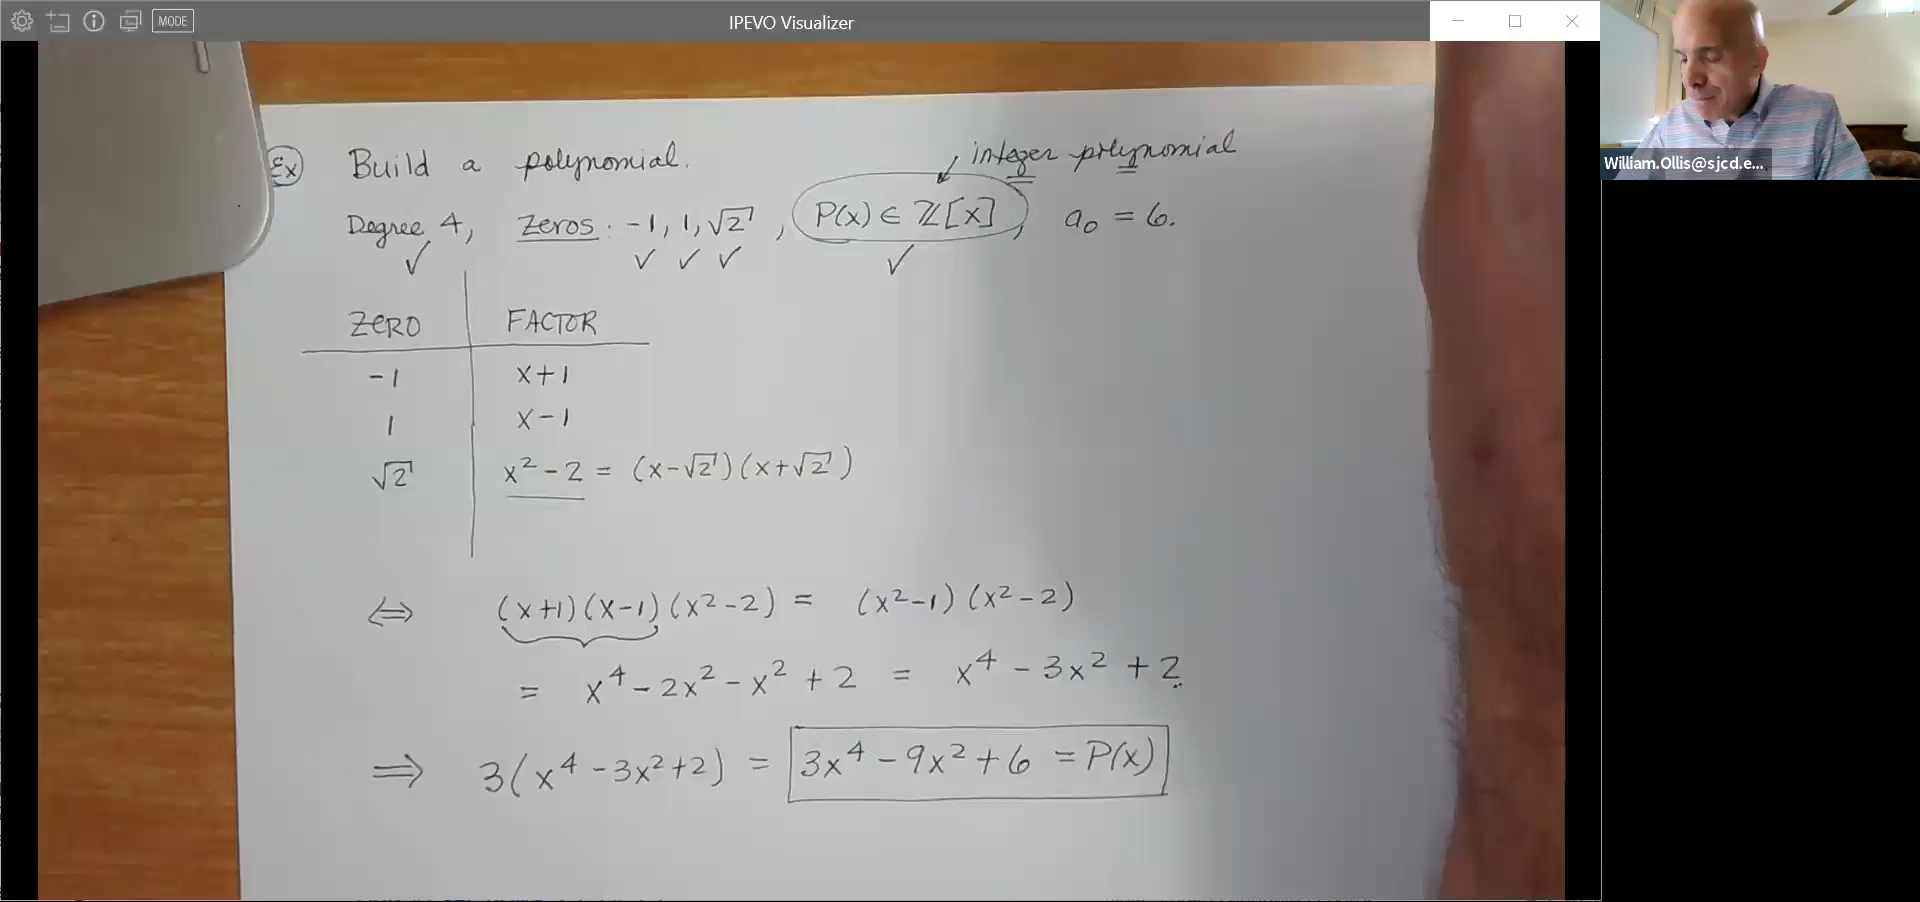 MODE
IPEVO Visualizer
William.Ollis@sjcd.e...
Ex Build a polynomial.
integer polynomial
Degree 4, Zeros: -1, 1, √2, P(x) ∈ ℤ[x], a₀ = 6.
✓ ✓ ✓ ✓ ✓
ZERO FACTOR
-1 x+1
1 x-1
√2 x²-2 = (x-√2)(x+√2)
⇔ (x+1)(x-1)(x²-2) = (x²-1)(x²-2)
= x⁴-2x²-x²+2 = x⁴-3x²+2
⇒ 3(x⁴-3x²+2) = 3x⁴-9x²+6 = P(x)